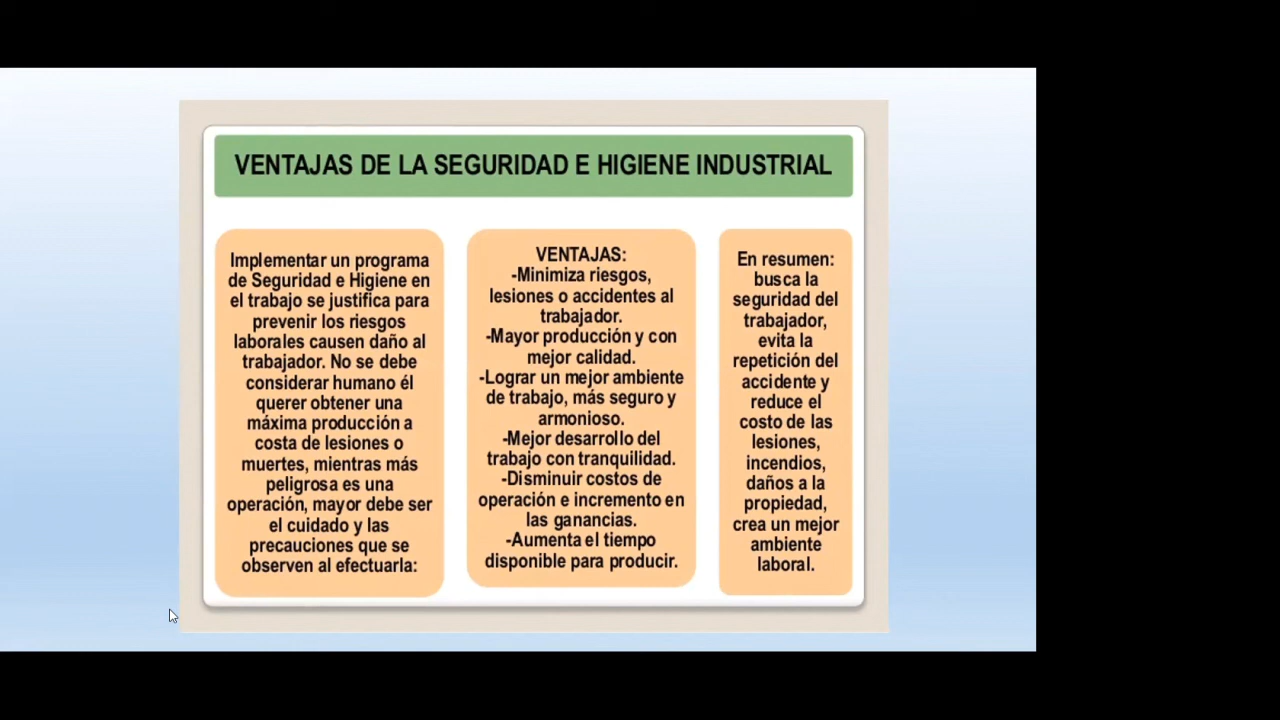 VENTAJAS DE LA SEGURIDAD E HIGIENE INDUSTRIAL
Implementar un programa
de Seguridad e Higiene en
el trabajo se justifica para
prevenir los riesgos
laborales causen daño al
trabajador. No se debe
considerar humano él
querer obtener una
máxima producción a
costa de lesiones o
muertes, mientras más
peligrosa es una
operación, mayor debe ser
el cuidado y las
precauciones que se
observen al efectuarla:
VENTAJAS:
-Minimiza riesgos,
lesiones o accidentes al
trabajador.
-Mayor producción y con
mejor calidad.
-Lograr un mejor ambiente
de trabajo, más seguro y
armonioso.
-Mejor desarrollo del
trabajo con tranquilidad.
-Disminuir costos de
operación e incremento en
las ganancias.
-Aumenta el tiempo
disponible para producir.
En resumen:
busca la
seguridad del
trabajador,
evita la
repetición del
accidente y
reduce el
costo de las
lesiones,
incendios,
daños a la
propiedad,
crea un mejor
ambiente
laboral.